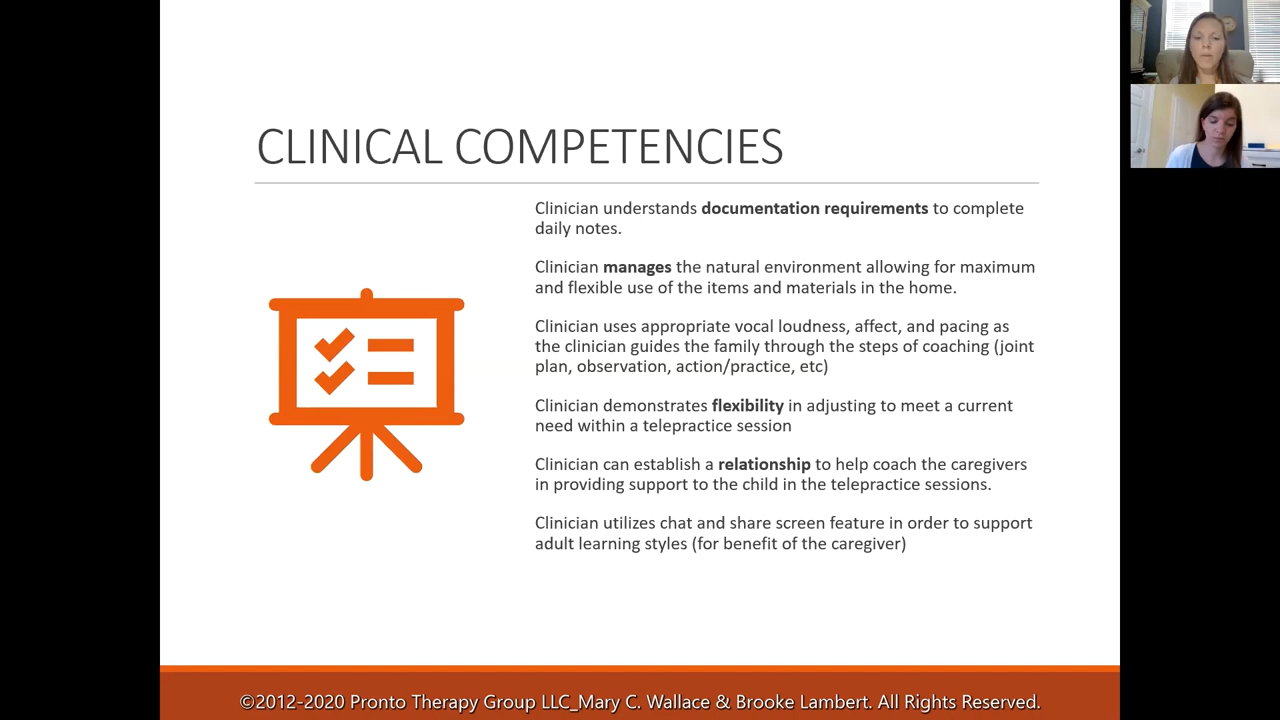 CLINICAL COMPETENCIES
Clinician understands documentation requirements to complete
daily notes.
Clinician manages the natural environment allowing for maximum
and flexible use of the items and materials in the home.
Clinician uses appropriate vocal loudness, affect, and pacing as
the clinician guides the family through the steps of coaching (joint
plan, observation, action/practice, etc)
Clinician demonstrates flexibility in adjusting to meet a current
need within a telepractice session
Clinician can establish a relationship to help coach the caregivers
in providing support to the child in the telepractice sessions.
Clinician utilizes chat and share screen feature in order to support
adult learning styles (for benefit of the caregiver)
©2012-2020 Pronto Therapy Group LLC_Mary C. Wallace & Brooke Lambert. All Rights Reserved.